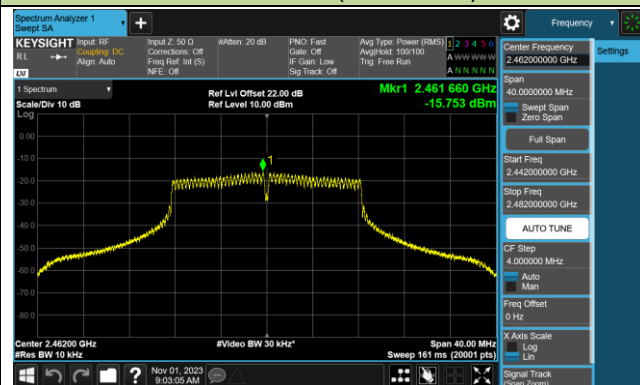 Spectrum Analyzer 1
Swept SA
Frequency
KEYSIGHT
RL
LXI
Input: RF
Coupling: DC
Align: Auto
Input Z: 50 Ω
Corrections: Off
Freq Ref: Int (S)
NFE: Off
#Atten: 20 dB
PNO: Fast
Gate: Off
IF Gain: Low
Sig Track: Off
Avg Type: Power (RMS)
Avg|Hold: 100/100
Trig: Free Run
1 2 3 4 5 6
A W W W W W
A N N N N N
Center Frequency
2.462000000 GHz
Settings
Span
40.0000000 MHz
Swept Span
Zero Span
Full Span
Start Freq
2.442000000 GHz
Stop Freq
2.482000000 GHz
AUTO TUNE
CF Step
4.000000 MHz
Auto
Man
Freq Offset
0 Hz
X Axis Scale
Log
Lin
Signal Track
(Span Zoom)
1 Spectrum
Scale/Div 10 dB
Log
Ref Lvl Offset 22.00 dB
Ref Level 10.00 dBm
Mkr1 2.461 660 GHz
-15.753 dBm
0.00
-10.0
-20.0
-30.0
-40.0
-50.0
-60.0
-70.0
-80.0
1
Center 2.46200 GHz
#Res BW 10 kHz
#Video BW 30 kHz*
Span 40.00 MHz
Sweep 161 ms (20001 pts)
Nov 01, 2023
9:03:05 AM